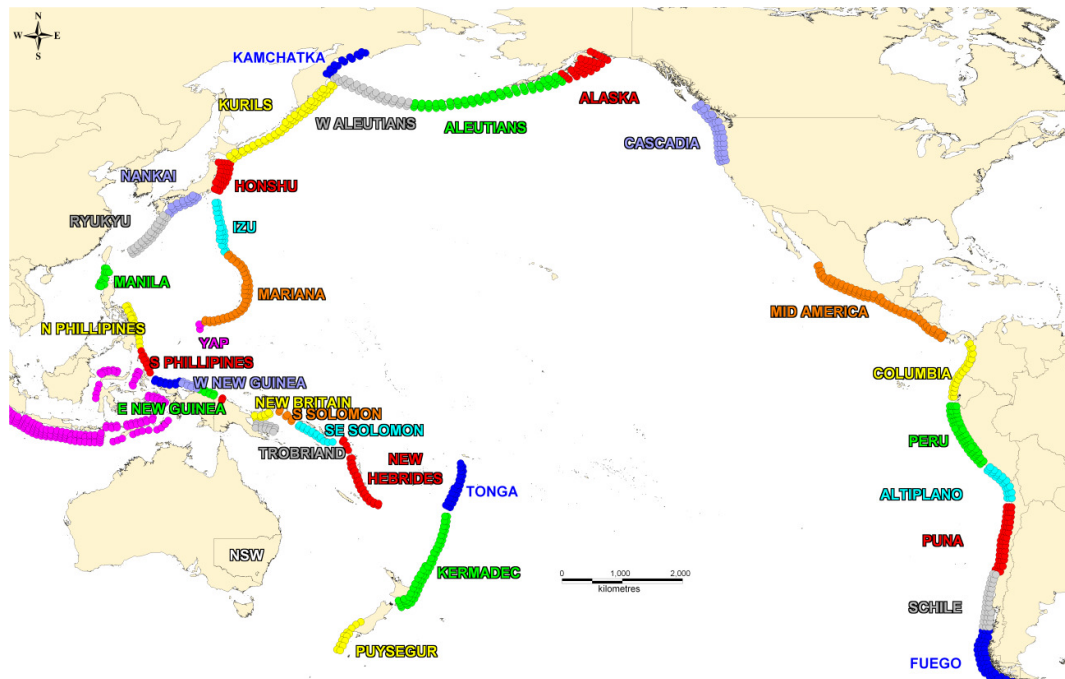 N
W E
S
KAMCHATKA
KURILS
W ALEUTIANS
ALEUTIANS
ALASKA
CASCADIA
NANKAI
HONSHU
RYUKYU
IZU
MANILA
MARIANA
MID AMERICA
N PHILLIPINES
YAP
S PHILLIPINES
W NEW GUINEA
COLUMBIA
E NEW GUINEA
NEW BRITAIN
S SOLOMON
SE SOLOMON
PERU
TROBRIAND
NEW
HEBRIDES
TONGA
ALTIPLANO
PUNA
NSW
KERMADEC
0 1,000 2,000
kilometres
SCHILE
PUYSEGUR
FUEGO